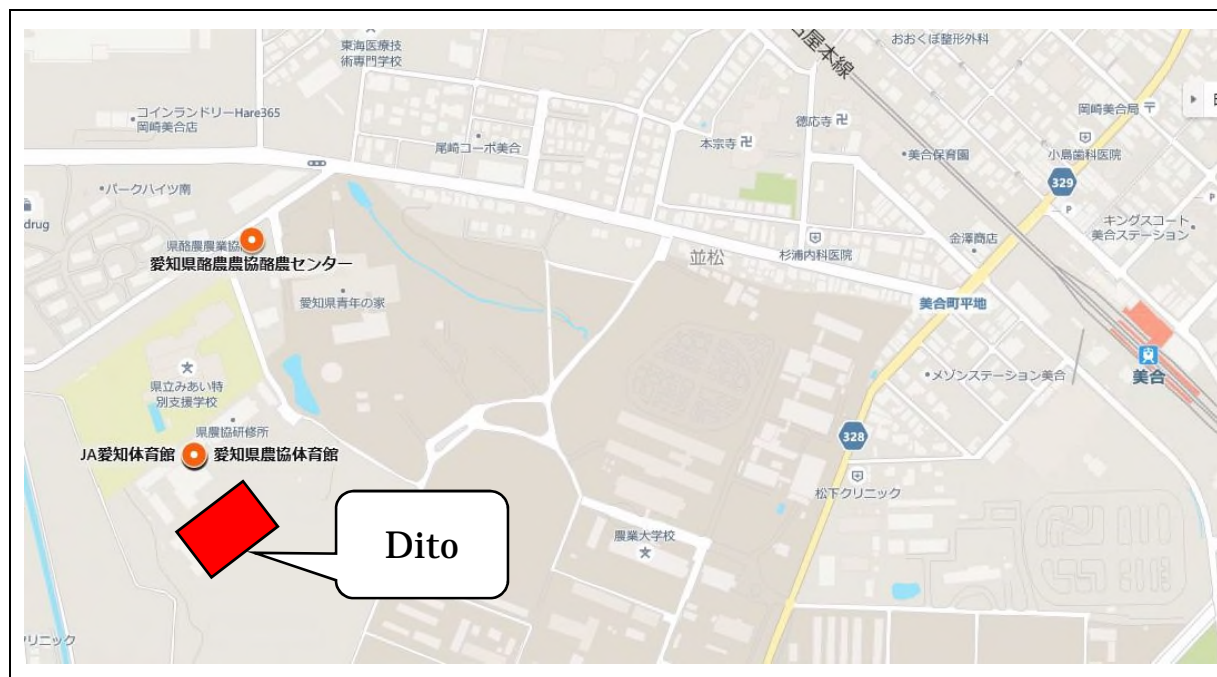 東海医療技
術専門学校
屋本線
おおくぼ整形外科
コインランドリーHare365
岡崎美合店
岡崎美合局
尾崎コーポ美合
本宗寺
徳応寺
美合保育園
小島歯科医院
329
パークハイツ南
drug
P
キングスコート
美合ステーション
P
県酪農農業協
愛知県酪農農協酪農センター
並松
杉浦内科医院
金澤商店
愛知県青年の家
美合町平地
県立みあい特
別支援学校
メゾンステーション美合
美合
県農協研修所
JA愛知体育館
愛知県農協体育館
328
松下クリニック
Dito
農業大学校
リニック